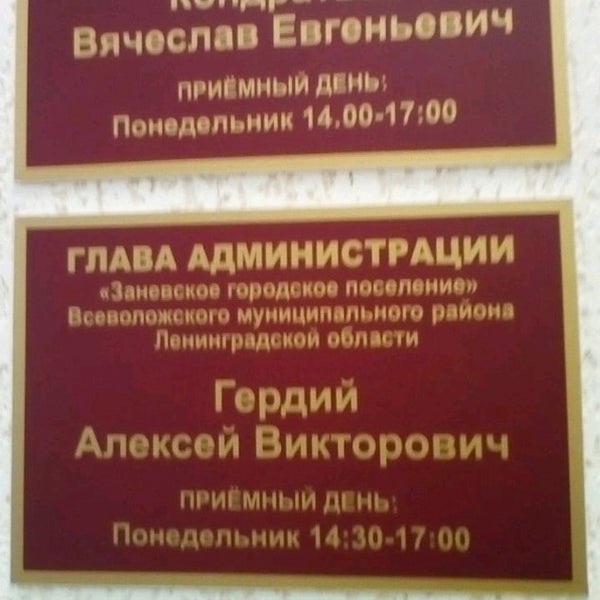 Вячеслав Евгеньевич
ПРИЁМНЫЙ ДЕНЬ:
Понедельник 14.00-17:00
ГЛАВА АДМИНИСТРАЦИИ
«Заневское городское поселение»
Всеволожского муниципального района
Ленинградской области
Гердий
Алексей Викторович
ПРИЁМНЫЙ ДЕНЬ:
Понедельник 14:30-17:00